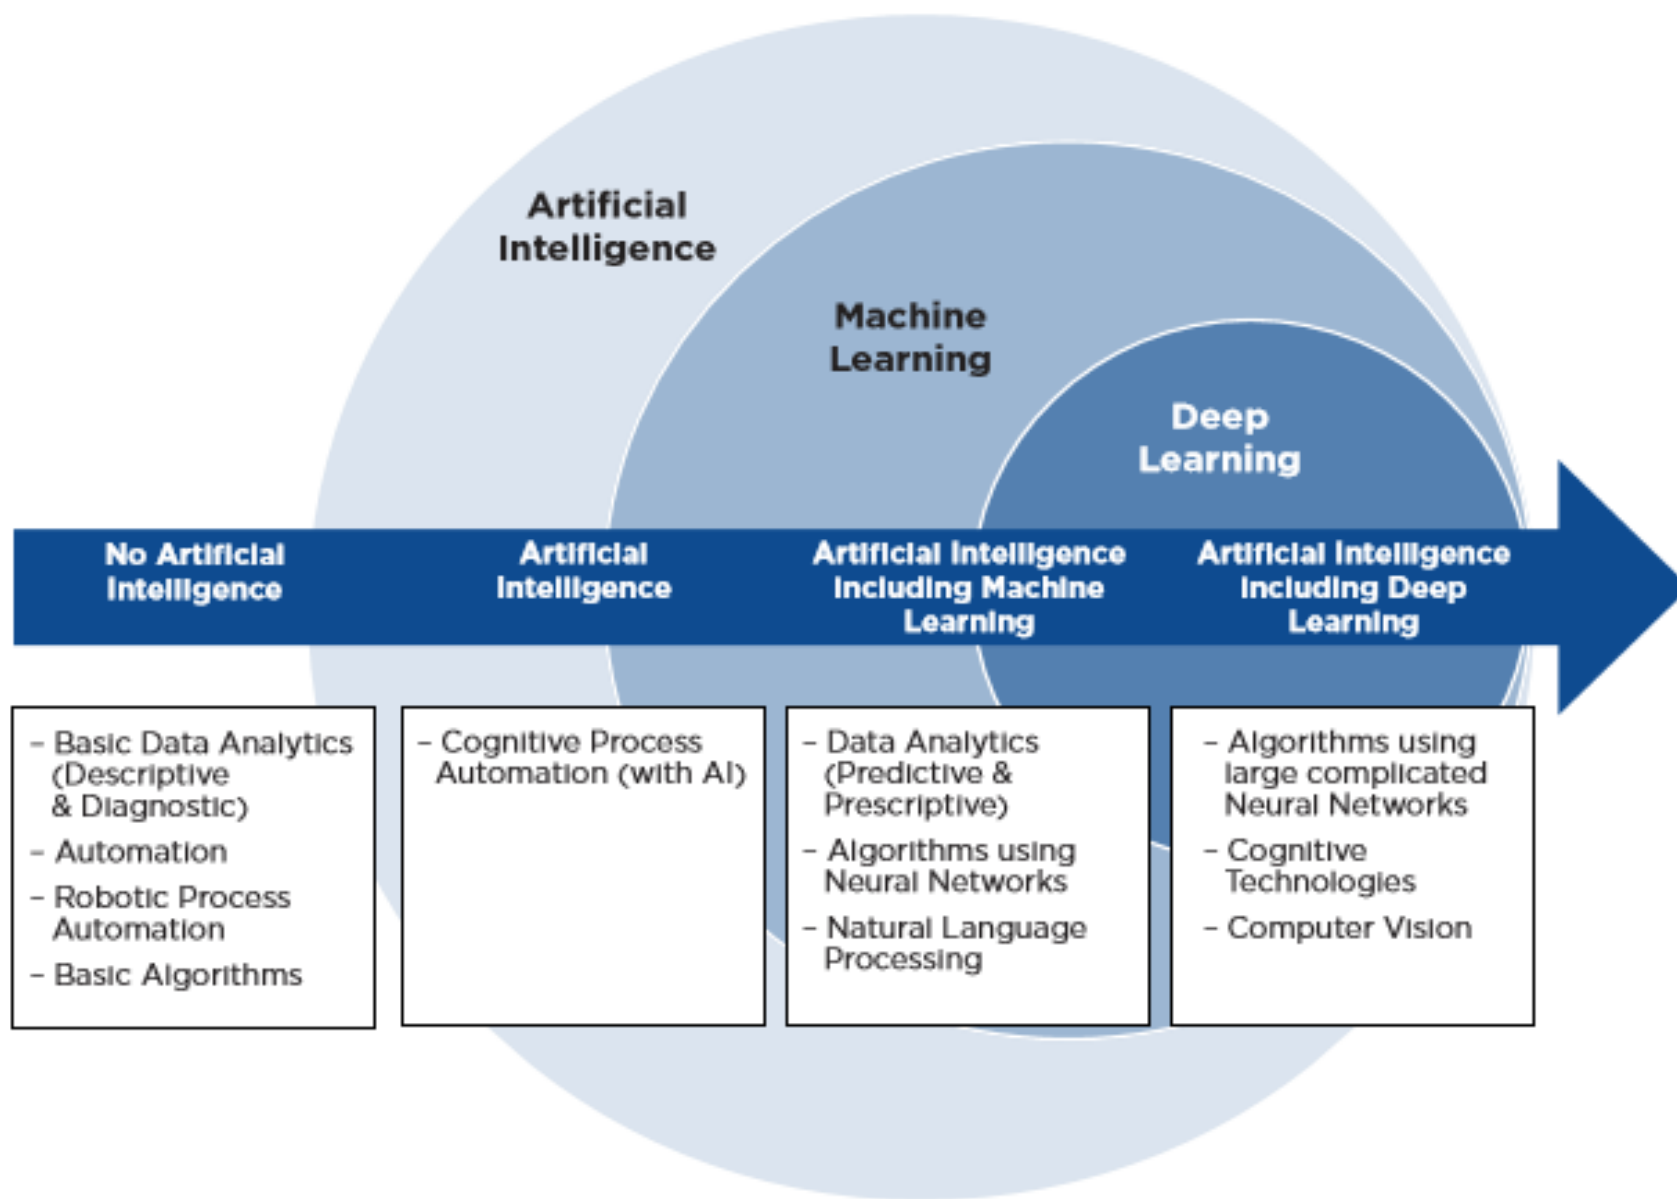 Artificial
Intelligence
Machine
Learning
Deep
Learning
No Artificial
Intelligence
Artificial
Intelligence
Artificial Intelligence
Including Machine
Learning
Artificial Intelligence
Including Deep
Learning
– Basic Data Analytics
(Descriptive
& Diagnostic)
– Automation
– Robotic Process
Automation
– Basic Algorithms
– Cognitive Process
Automation (with AI)
– Data Analytics
(Predictive &
Prescriptive)
– Algorithms using
Neural Networks
– Natural Language
Processing
– Algorithms using
large complicated
Neural Networks
– Cognitive
Technologies
– Computer Vision